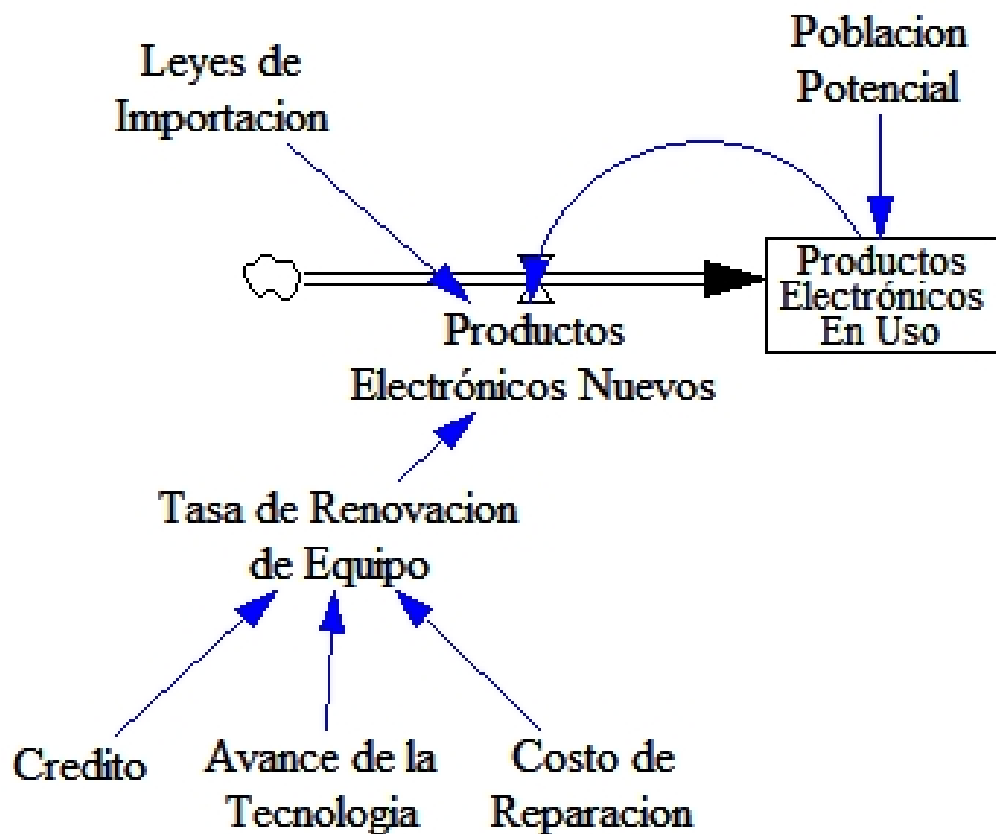 Leyes de
Importacion
Poblacion
Potencial
Productos
Electrónicos
En Uso
Productos
Electrónicos Nuevos
Tasa de Renovacion
de Equipo
Credito
Avance de la
Tecnologia
Costo de
Reparacion